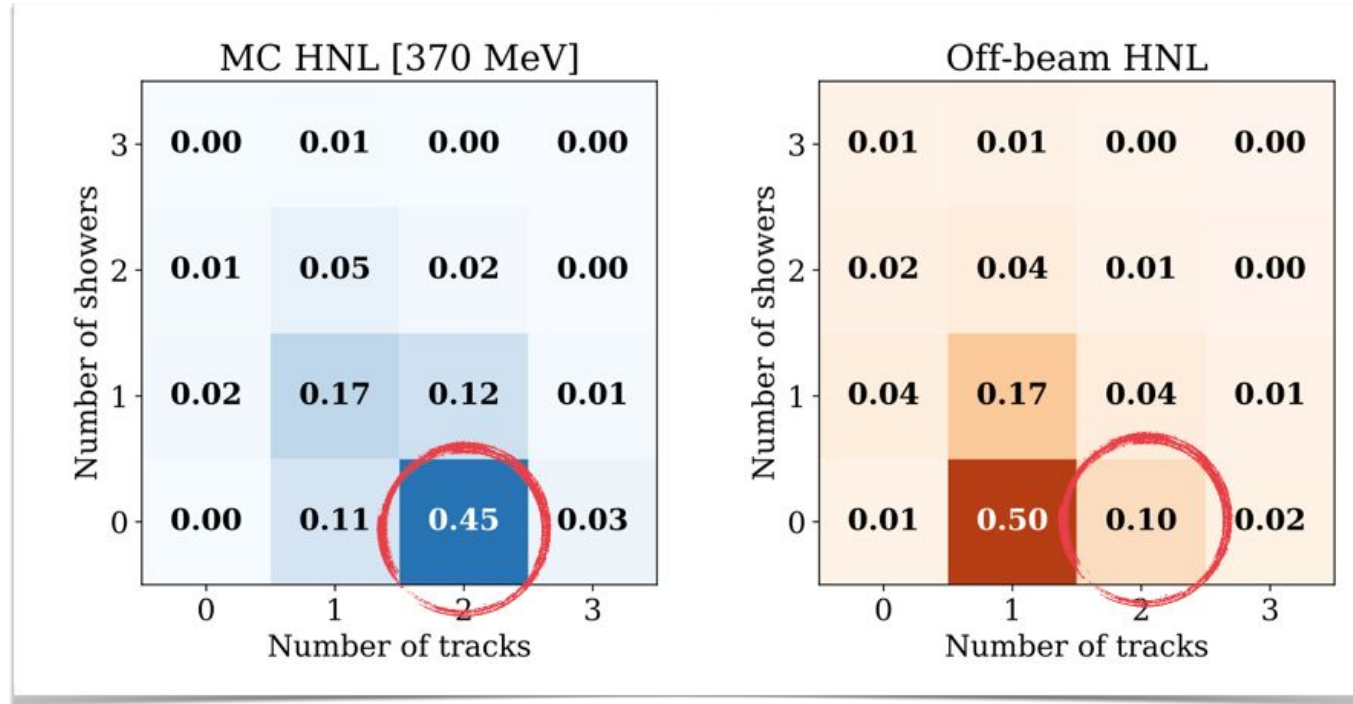 MC HNL [370 MeV]
Number of showers
3 0.00 0.01 0.00 0.00
2 0.01 0.05 0.02 0.00
1 0.02 0.17 0.12 0.01
0 0.00 0.11 0.45 0.03
0 1 2 3
Number of tracks
Off-beam HNL
Number of showers
3 0.01 0.01 0.00 0.00
2 0.02 0.04 0.01 0.00
1 0.04 0.17 0.04 0.01
0 0.01 0.50 0.10 0.02
0 1 2 3
Number of tracks